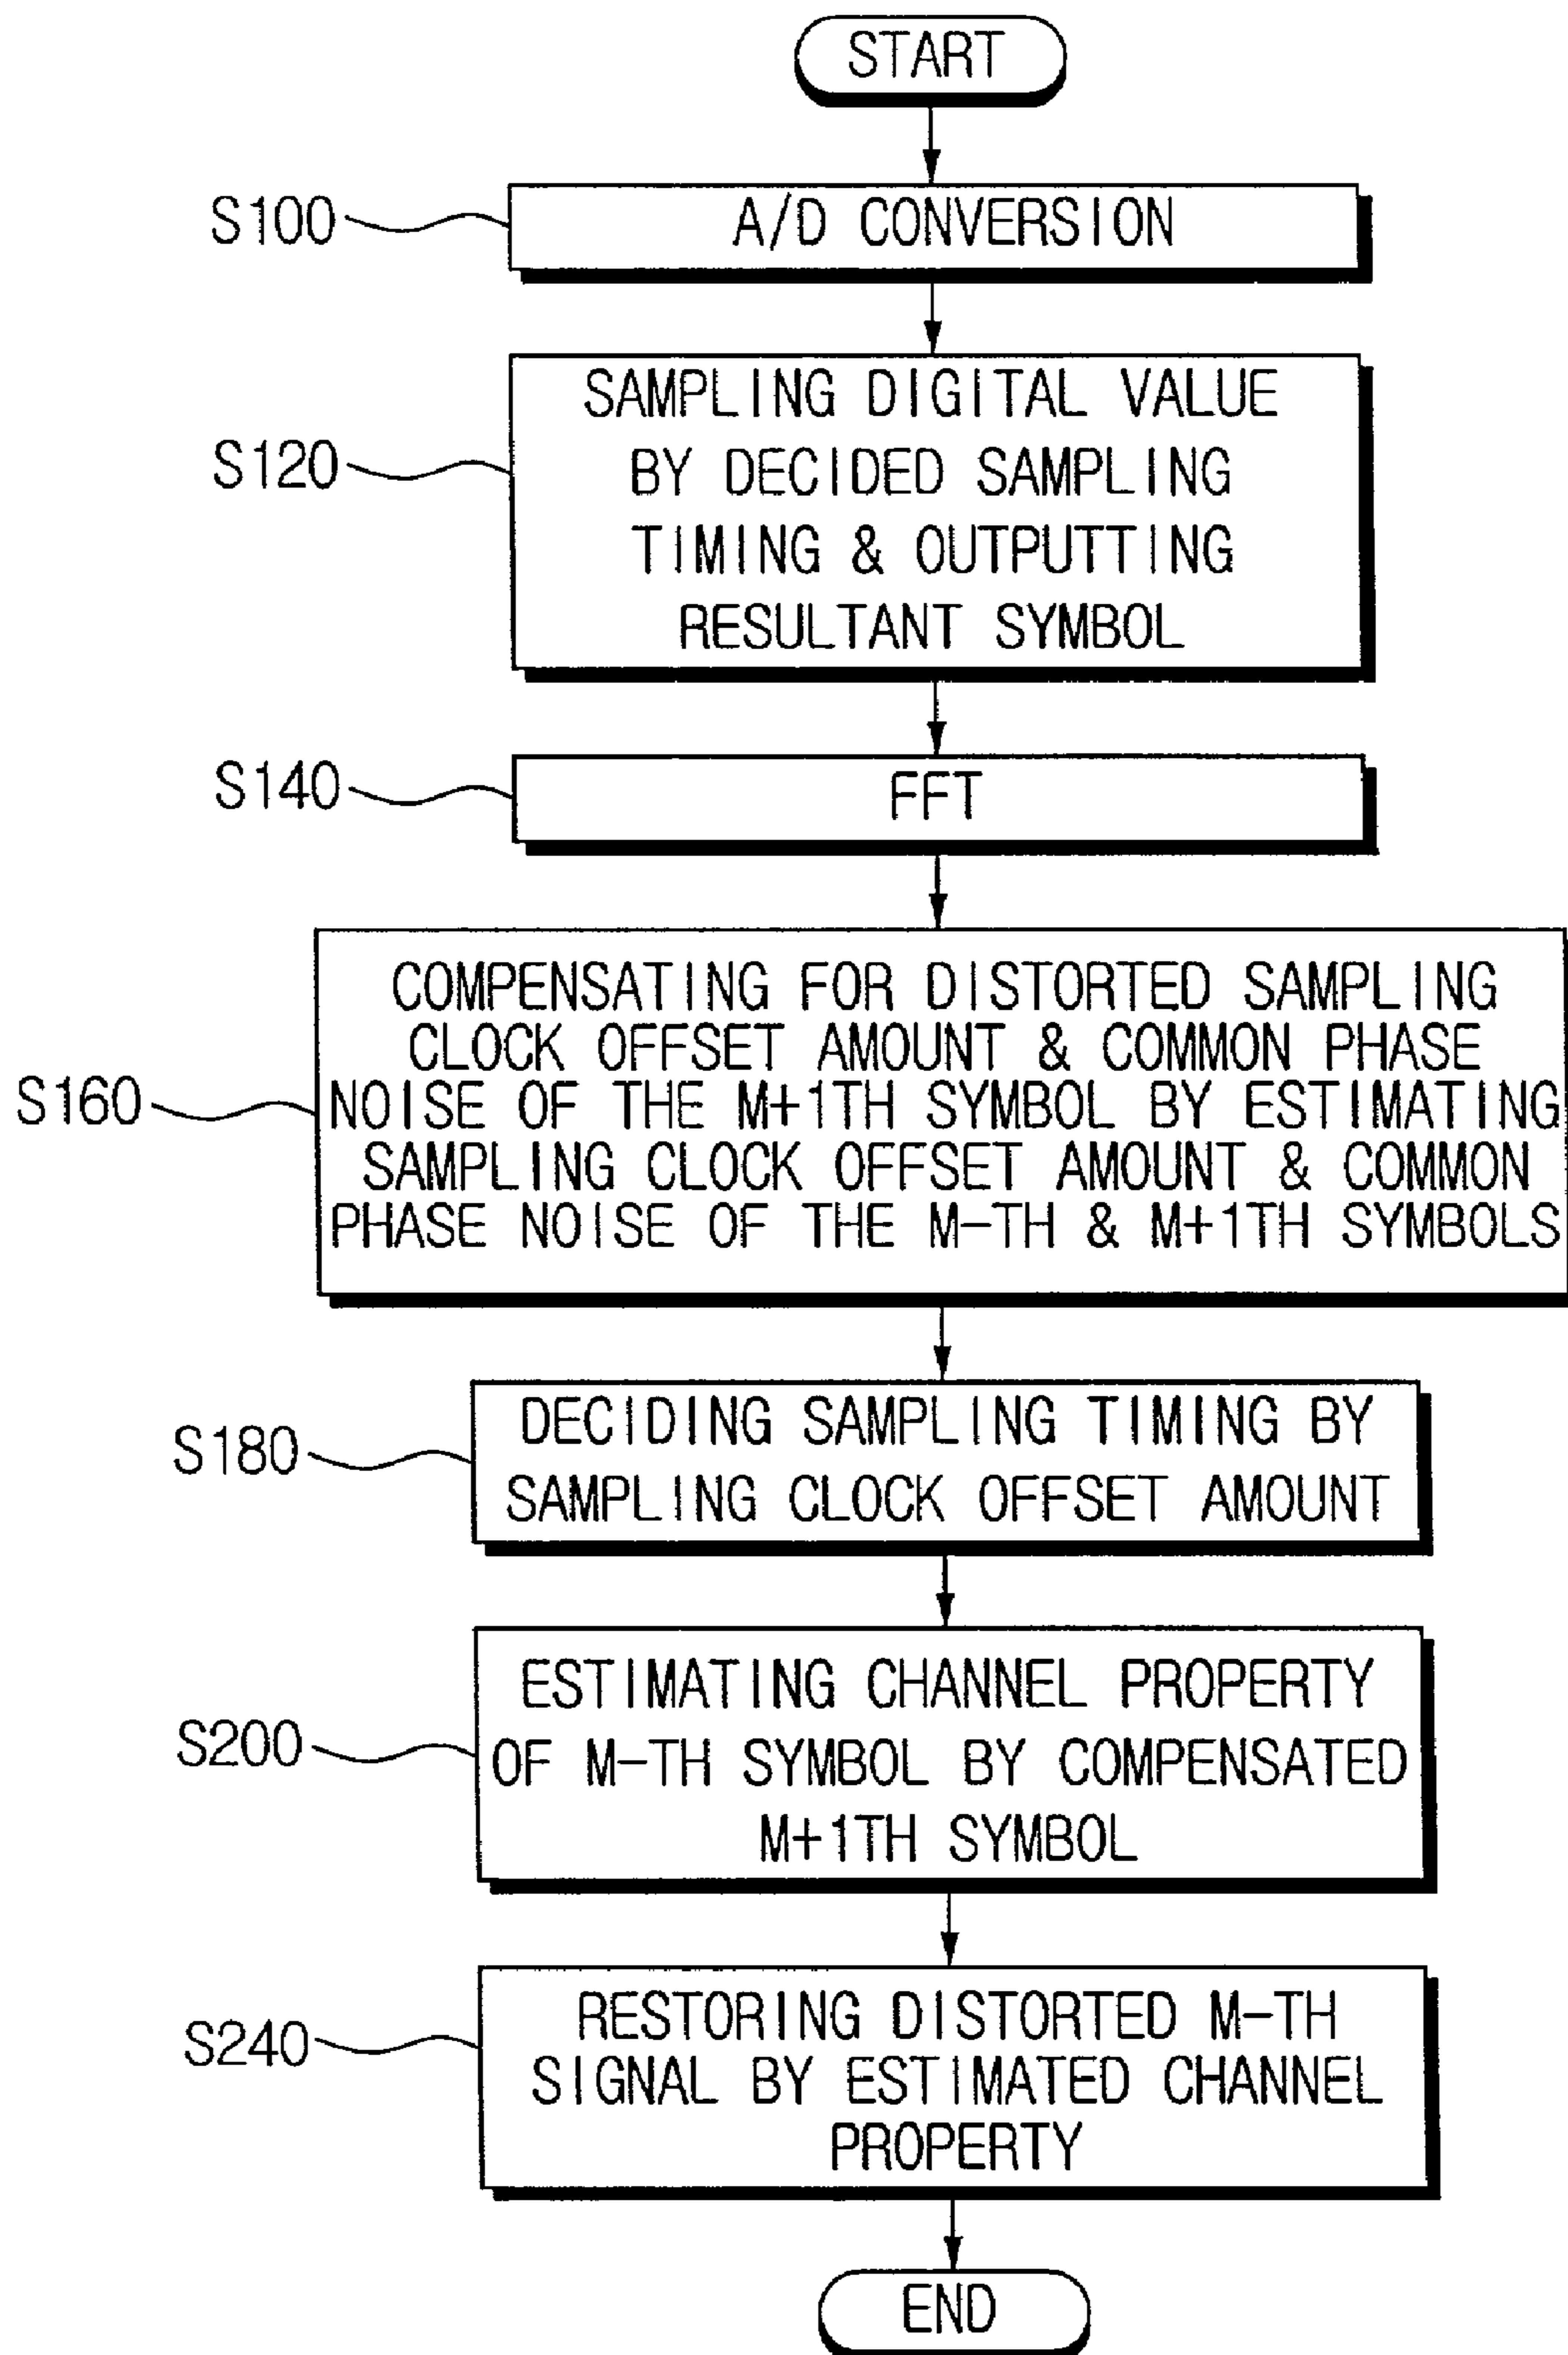 START
S100
A/D CONVERSION
S120
SAMPLING DIGITAL VALUE
BY DECIDED SAMPLING
TIMING & OUTPUTTING
RESULTANT SYMBOL
S140
FFT
S160
COMPENSATING FOR DISTORTED SAMPLING
CLOCK OFFSET AMOUNT & COMMON PHASE
NOISE OF THE M+1TH SYMBOL BY ESTIMATING
SAMPLING CLOCK OFFSET AMOUNT & COMMON
PHASE NOISE OF THE M-TH & M+1TH SYMBOLS
S180
DECIDING SAMPLING TIMING BY
SAMPLING CLOCK OFFSET AMOUNT
S200
ESTIMATING CHANNEL PROPERTY
OF M-TH SYMBOL BY COMPENSATED
M+1TH SYMBOL
S240
RESTORING DISTORTED M-TH
SIGNAL BY ESTIMATED CHANNEL
PROPERTY
END